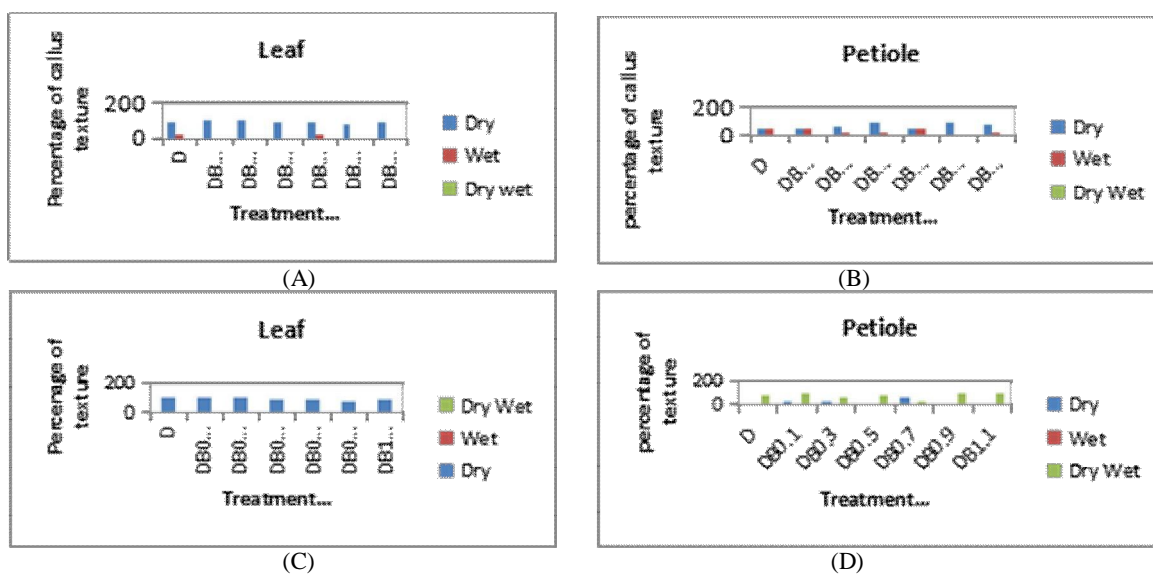 Leaf
Percentage of callus
texture
200
0
D
DB...
DB...
DB...
DB...
DB...
DB...
Treatment...
Dry
Wet
Dry wet
(A)
Petiole
percentage of callus
texture
200
0
D
DB...
DB...
DB...
DB...
DB...
DB...
Treatment...
Dry
Wet
Dry Wet
(B)
Leaf
Percenage of
texture
200
0
D
DB0...
DB0...
DB0...
DB0...
DB0...
DB1...
Treatment...
Dry Wet
Wet
Dry
(C)
Petiole
percentage of
texture
200
0
D
DB0,1
DB0,3
DB0,5
DB0,7
DB0,9
DB1,1
Treatment...
Dry
Wet
Dry Wet
(D)